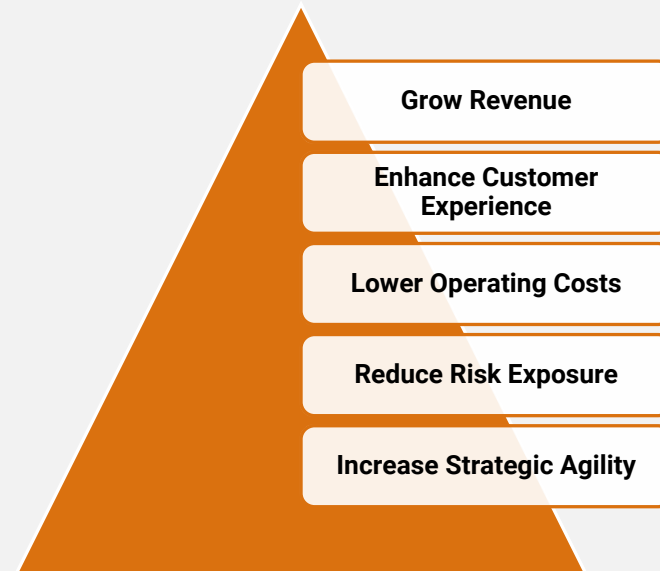 Grow Revenue
Enhance Customer
Experience
Lower Operating Costs
Reduce Risk Exposure
Increase Strategic Agility